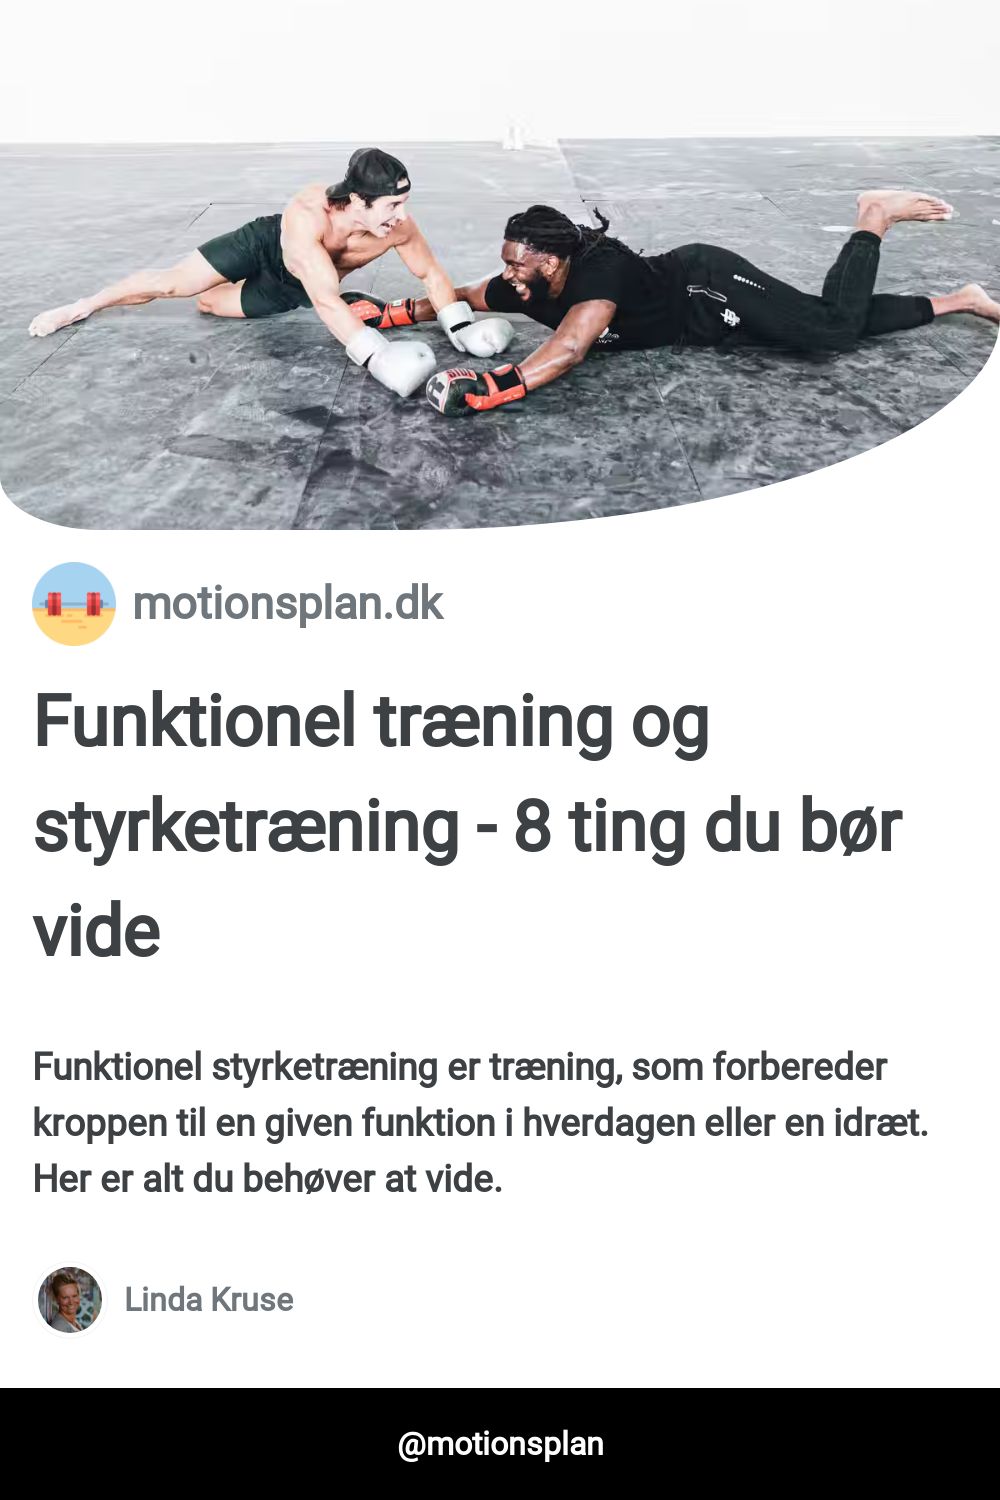 motionsplan.dk
Funktionel træning og
styrketræning - 8 ting du bør
vide
Funktionel styrketræning er træning, som forbereder
kroppen til en given funktion i hverdagen eller en idræt.
Her er alt du behøver at vide.
Linda Kruse
@motionsplan